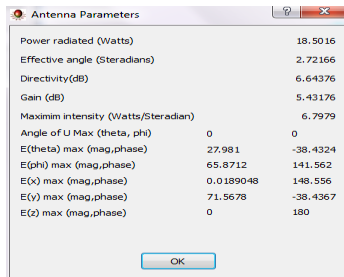 Antenna Parameters
Power radiated (Watts) 18.5016
Effective angle (Steradians) 2.72166
Directivity(dB) 6.64376
Gain (dB) 5.43176
Maximim intensity (Watts/Steradian) 6.7979
Angle of U Max (theta, phi) 0 0
E(theta) max (mag,phase) 27.981 -38.4324
E(phi) max (mag,phase) 65.8712 141.562
E(x) max (mag,phase) 0.0189048 148.556
E(y) max (mag,phase) 71.5678 -38.4367
E(z) max (mag,phase) 0 180
OK